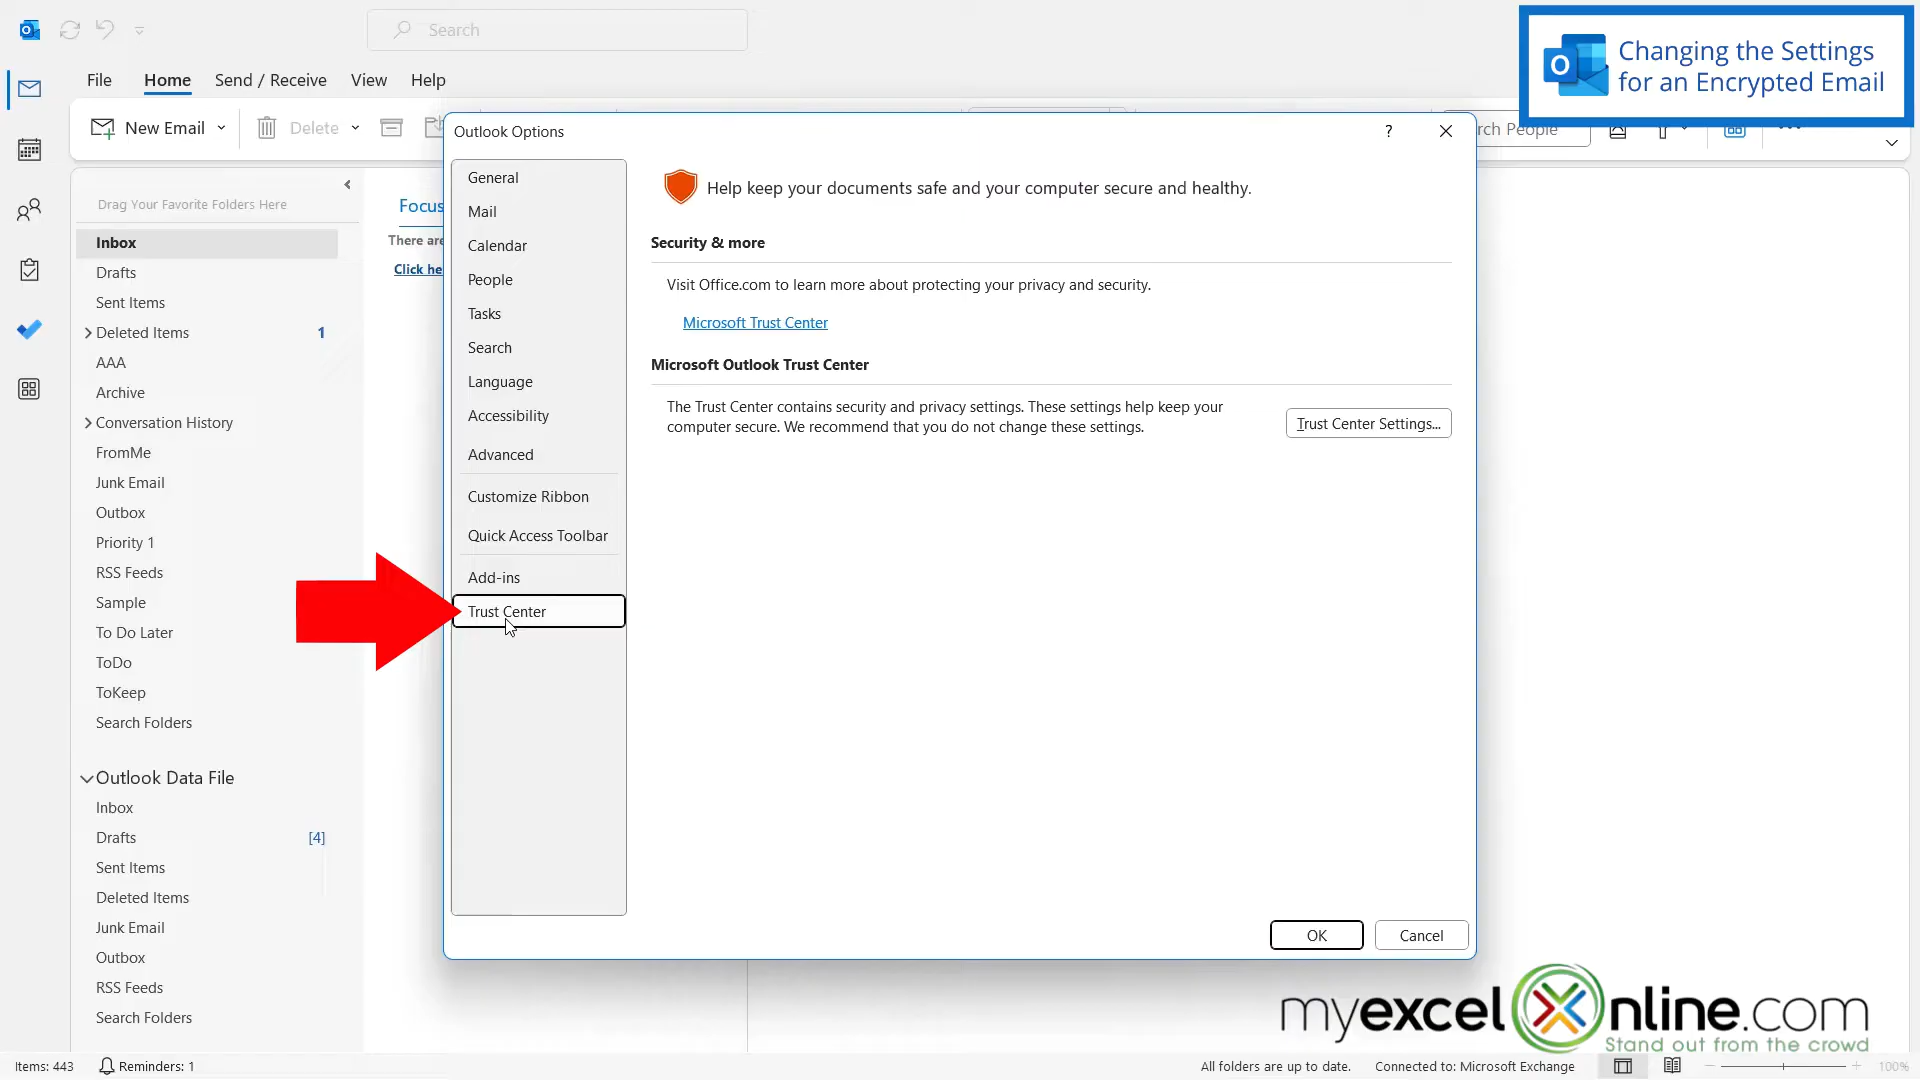 Search
Changing the Settings
for an Encrypted Email
File
Home
Send / Receive
View
Help
New Email
Delete
Outlook Options
?
People
Drag Your Favorite Folders Here
Inbox
Drafts
Sent Items
Deleted Items 1
AAA
Archive
Conversation History
FromMe
Junk Email
Outbox
Priority 1
RSS Feeds
Sample
To Do Later
ToDo
ToKeep
Search Folders
Outlook Data File
Inbox
Drafts [4]
Sent Items
Deleted Items
Junk Email
Outbox
RSS Feeds
Search Folders
There are
General
Mail
Calendar
People
Tasks
Search
Language
Accessibility
Advanced
Customize Ribbon
Quick Access Toolbar
Add-ins
Trust Center
Help keep your documents safe and your computer secure and healthy.
Security & more
Visit Office.com to learn more about protecting your privacy and security.
Microsoft Trust Center
Microsoft Outlook Trust Center
The Trust Center contains security and privacy settings. These settings help keep your
computer secure. We recommend that you do not change these settings.
Trust Center Settings...
OK
Cancel
myexcelonline.com
Stand out from the crowd
Items: 443
Reminders: 1
All folders are up to date.
Connected to: Microsoft Exchange
100%